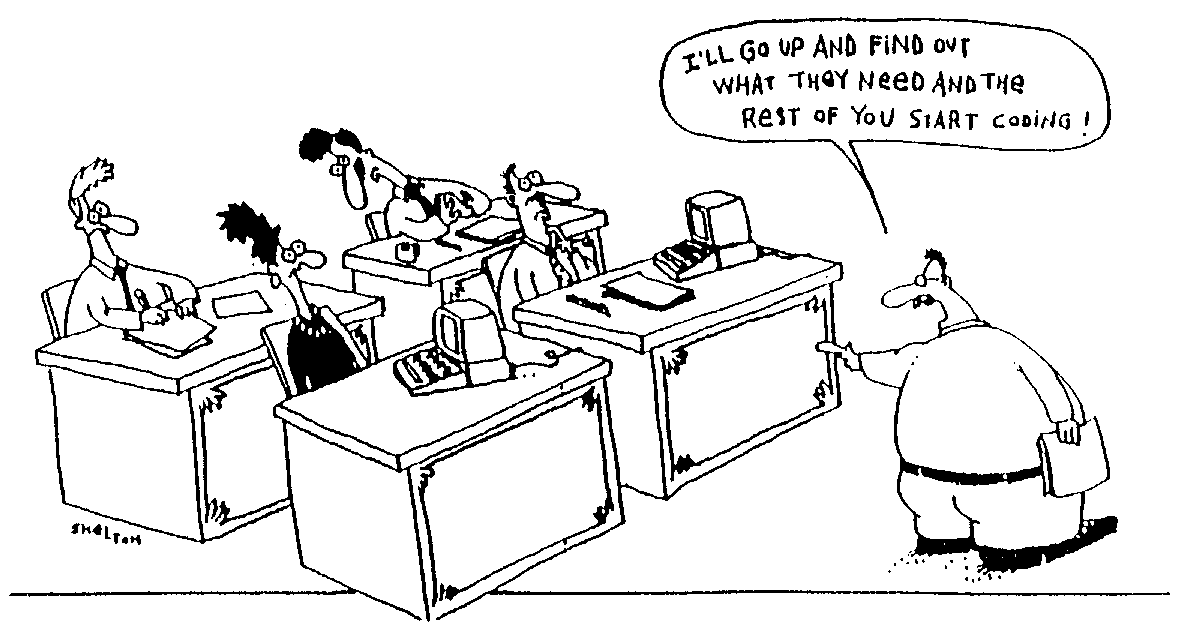 I'LL GO UP AND FIND OUT
WHAT THEY NEED AND THE
REST OF YOU START CODING!
SHELTON